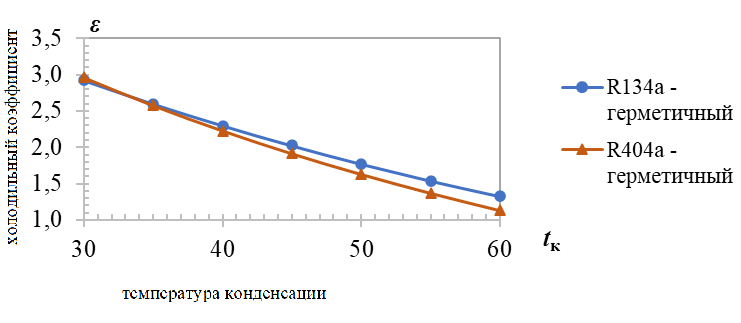 холодильный коэффициент
ε
3,5
3,0
2,5
2,0
1,5
1,0
30
40
50
60
tк
температура конденсации
R134a -
герметичный
R404a -
герметичный